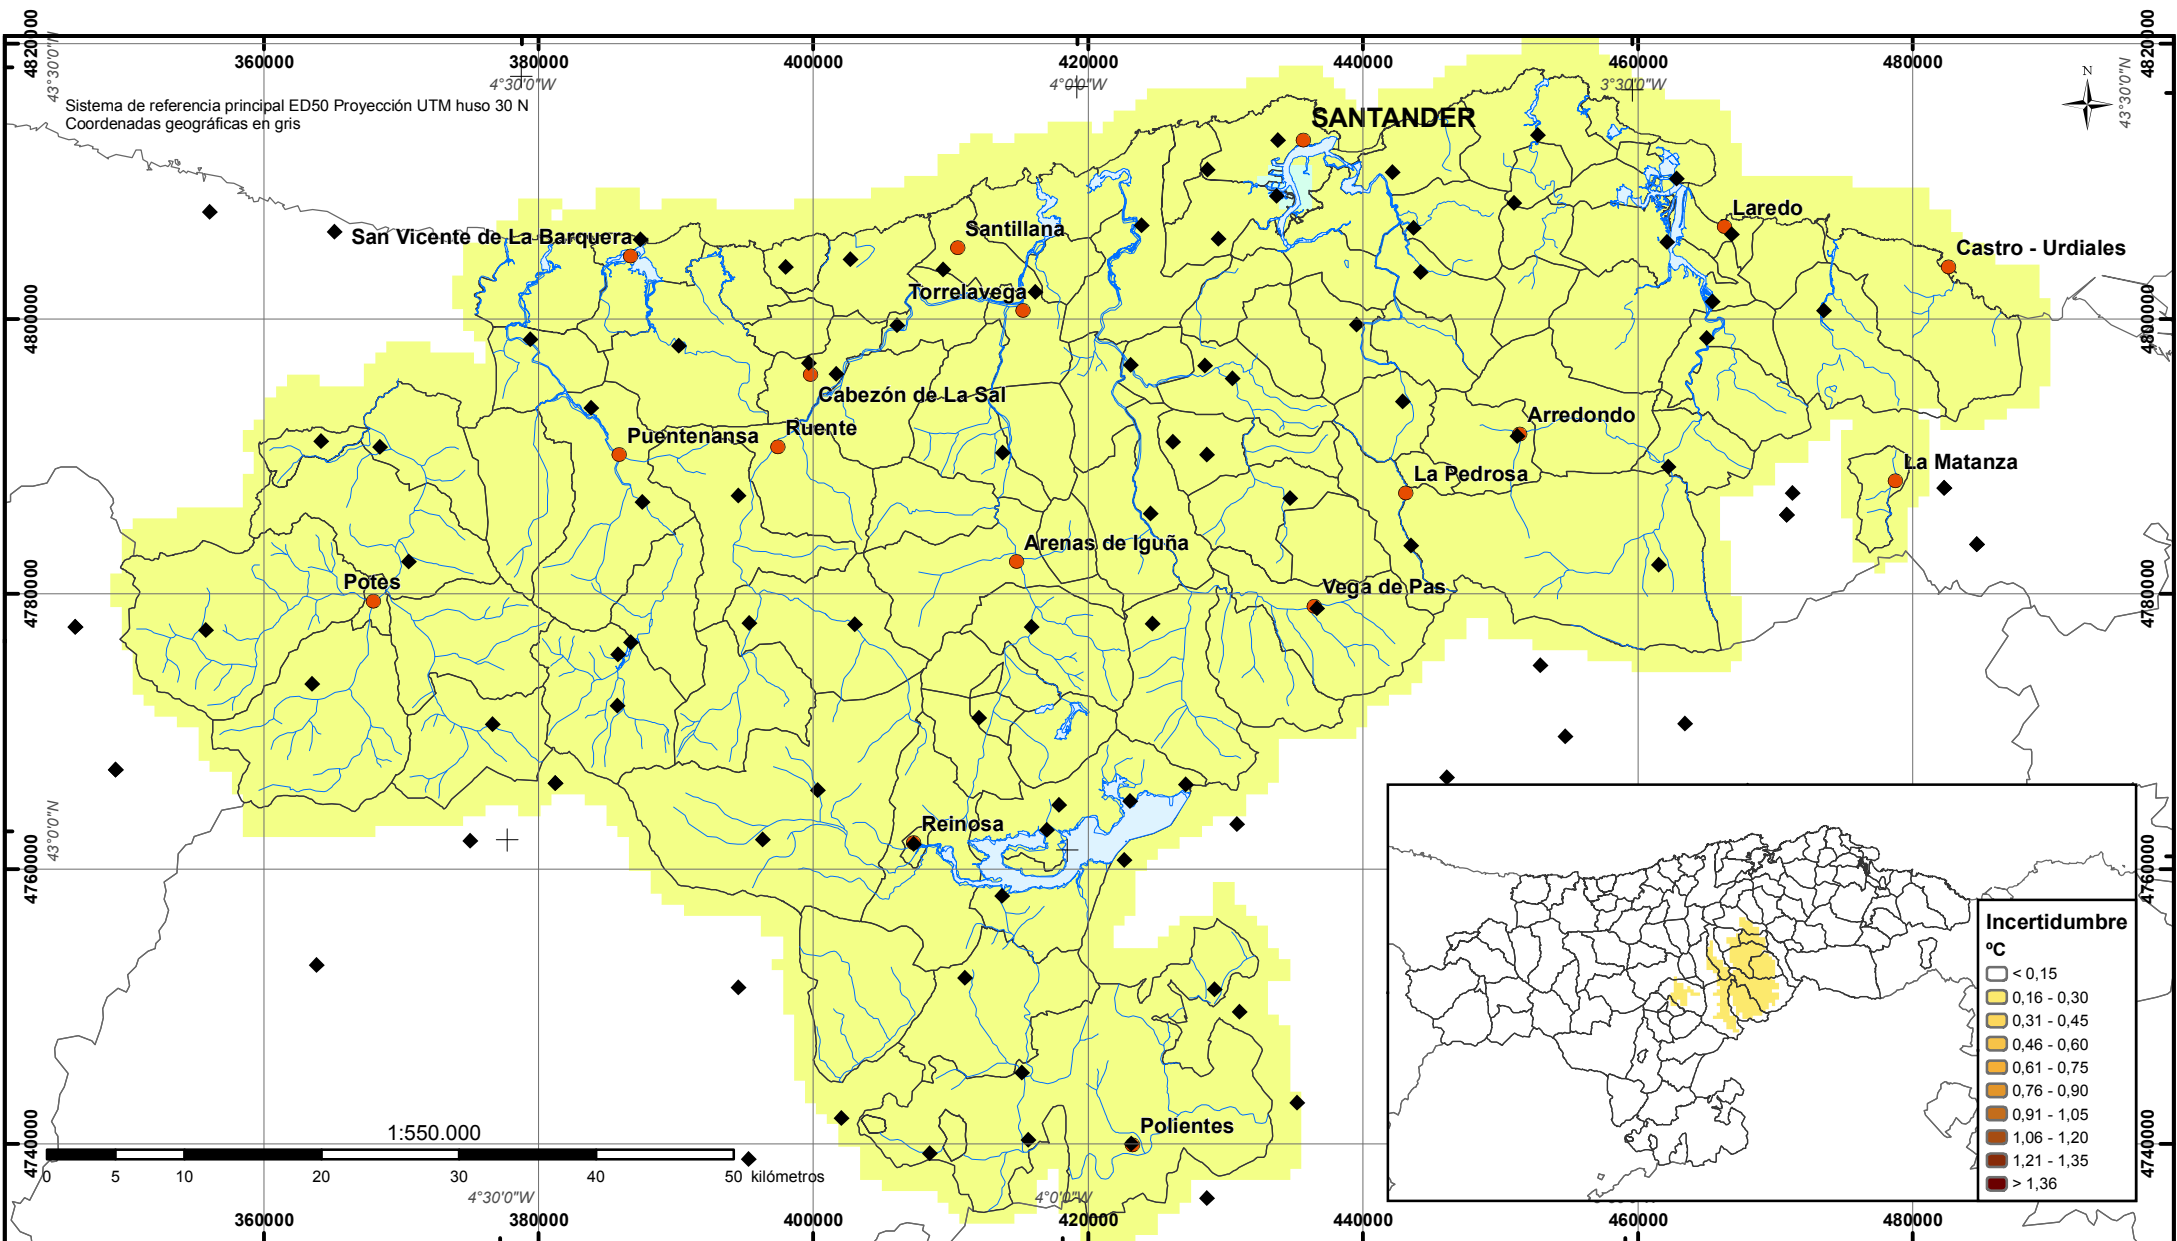 360000 380000 400000 420000 440000 460000 480000
4°30'0"W 4°0'0"W 3°30'0"W
4820000
43°30'0"N
4820000
43°30'0"N
N
Sistema de referencia principal ED50 Proyección UTM huso 30 N
Coordenadas geográficas en gris
SANTANDER
Laredo
Santillana
San Vicente de La Barquera
Castro - Urdiales
Torrelavega
4800000
4800000
Cabezón de La Sal
Arredondo
Ruente
Puentenansa
La Matanza
La Pedrosa
Arenas de Iguña
Potes
Vega de Pas
4780000
4780000
Reinosa
43°0'0"N
4760000
4760000
Incertidumbre
ºC
< 0,15
0,16 - 0,30
0,31 - 0,45
0,46 - 0,60
0,61 - 0,75
0,76 - 0,90
0,91 - 1,05
1,06 - 1,20
1,21 - 1,35
> 1,36
Polientes
1:550.000
4740000
4740000
0 5 10 20 30 40 50 kilómetros
4°30'0"W 4°0'0"W
360000 380000 400000 420000 440000 460000 480000